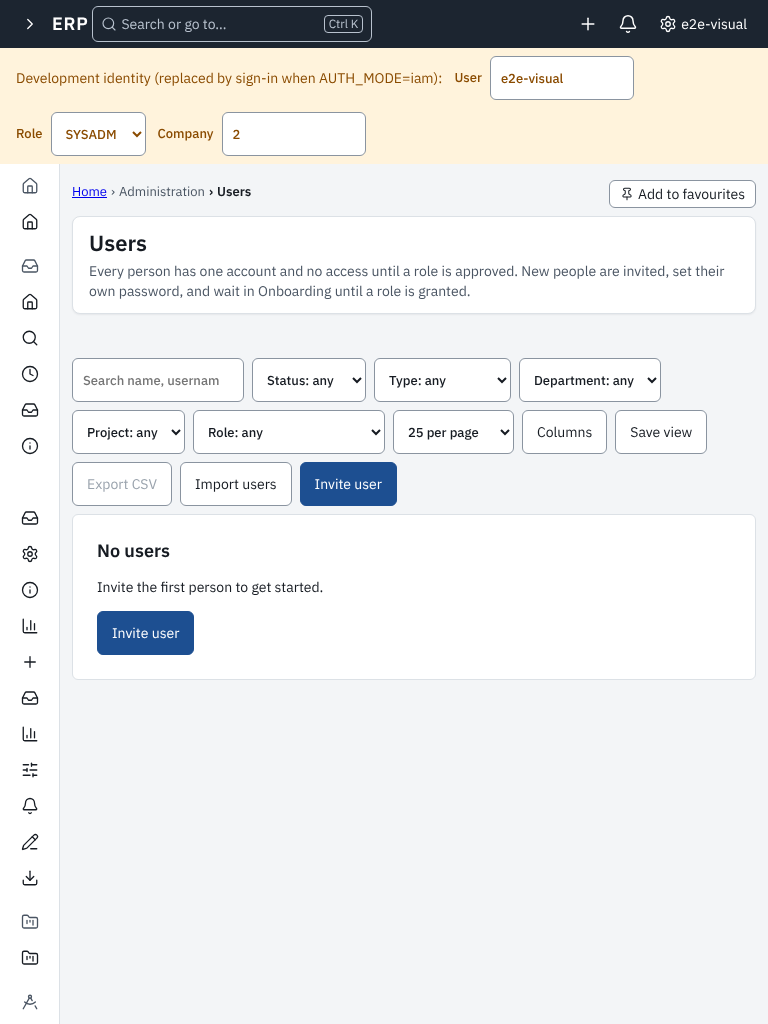 ERP
Search or go to...
Ctrl K
e2e-visual
Development identity (replaced by sign-in when AUTH_MODE=iam): User e2e-visual
Role SYSADM Company 2
Home › Administration › Users
Add to favourites
Users
Every person has one account and no access until a role is approved. New people are invited, set their
own password, and wait in Onboarding until a role is granted.
Search name, usernam Status: any Type: any Department: any
Project: any Role: any 25 per page Columns Save view
Export CSV Import users Invite user
No users
Invite the first person to get started.
Invite user